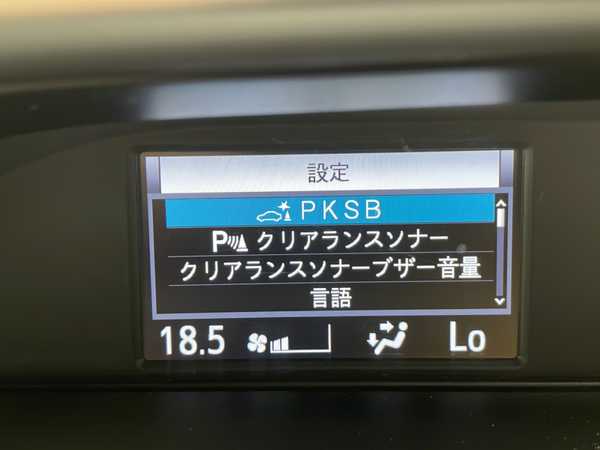 設定
PKSB
P クリアランスソナー
クリアランスソナーブザー音量
言語
18.5 Lo